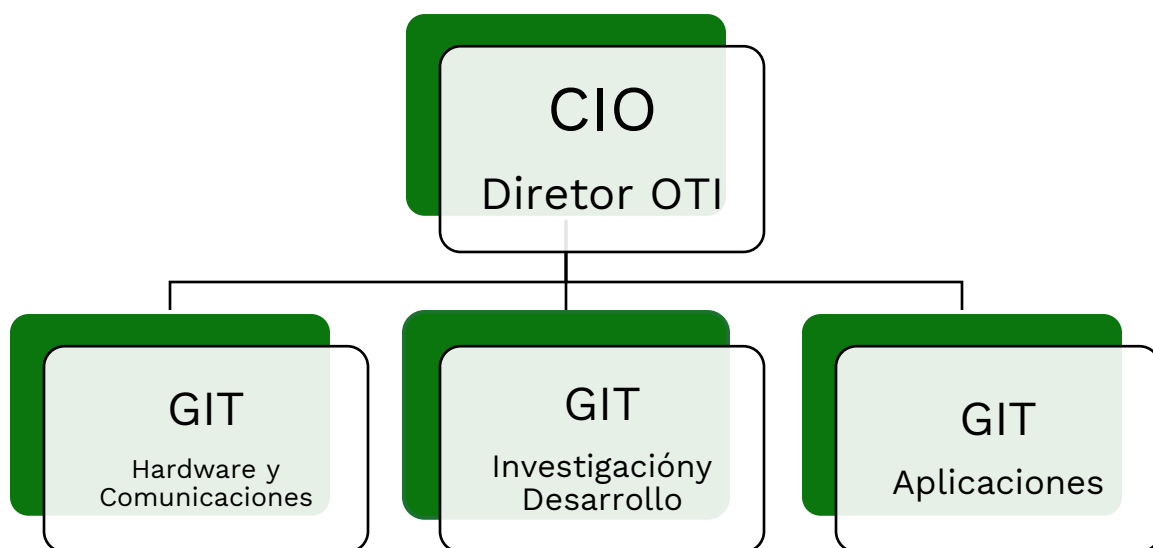 CIO
Diretor OTI
GIT
Hardware y
Comunicaciones
GIT
Investigacióny
Desarrollo
GIT
Aplicaciones